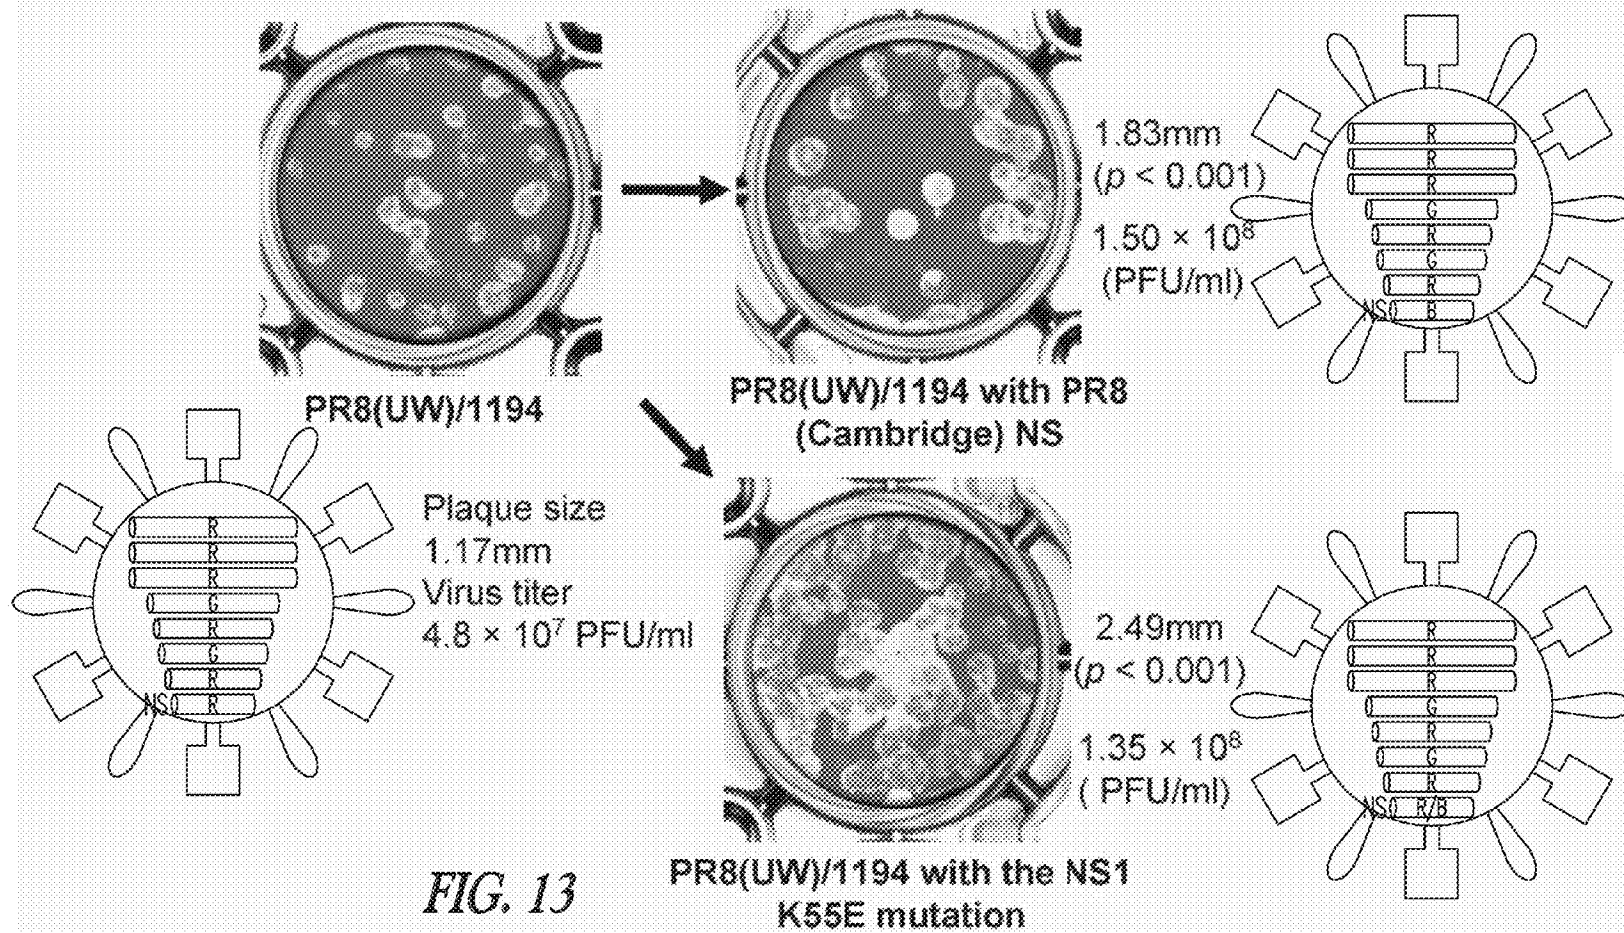 1.83mm
(p < 0.001)
1.50 × 10⁸
(PFU/ml)
R
R
R
G
R
G
R
NS B
PR8(UW)/1194
PR8(UW)/1194 with PR8
(Cambridge) NS
Plaque size
1.17mm
Virus titer
4.8 × 10⁷ PFU/ml
R
R
R
G
R
G
R
NS R
2.49mm
(p < 0.001)
1.35 × 10⁸
( PFU/ml)
R
R
R
G
R
G
R
NS R/B
PR8(UW)/1194 with the NS1
K55E mutation
FIG. 13